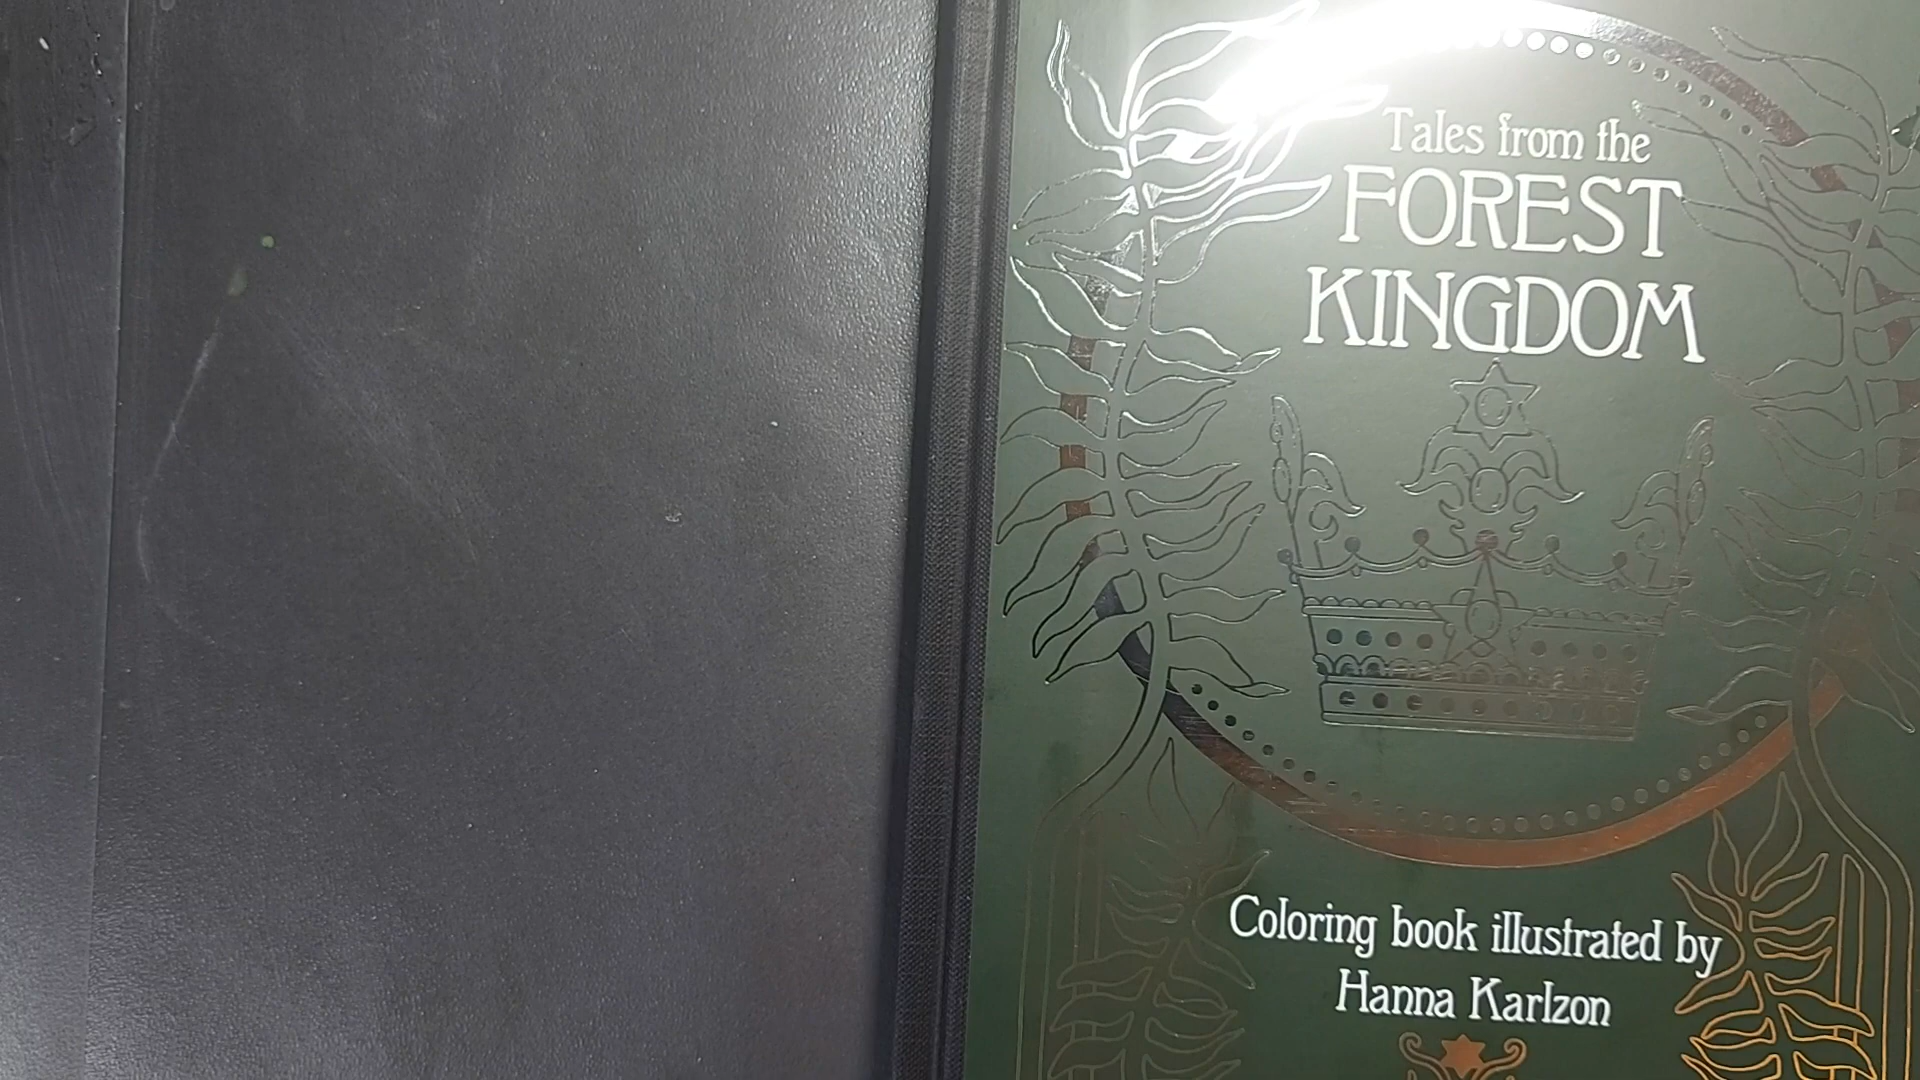 Tales from the
FOREST
KINGDOM
Coloring book illustrated by
Hanna Karlzon